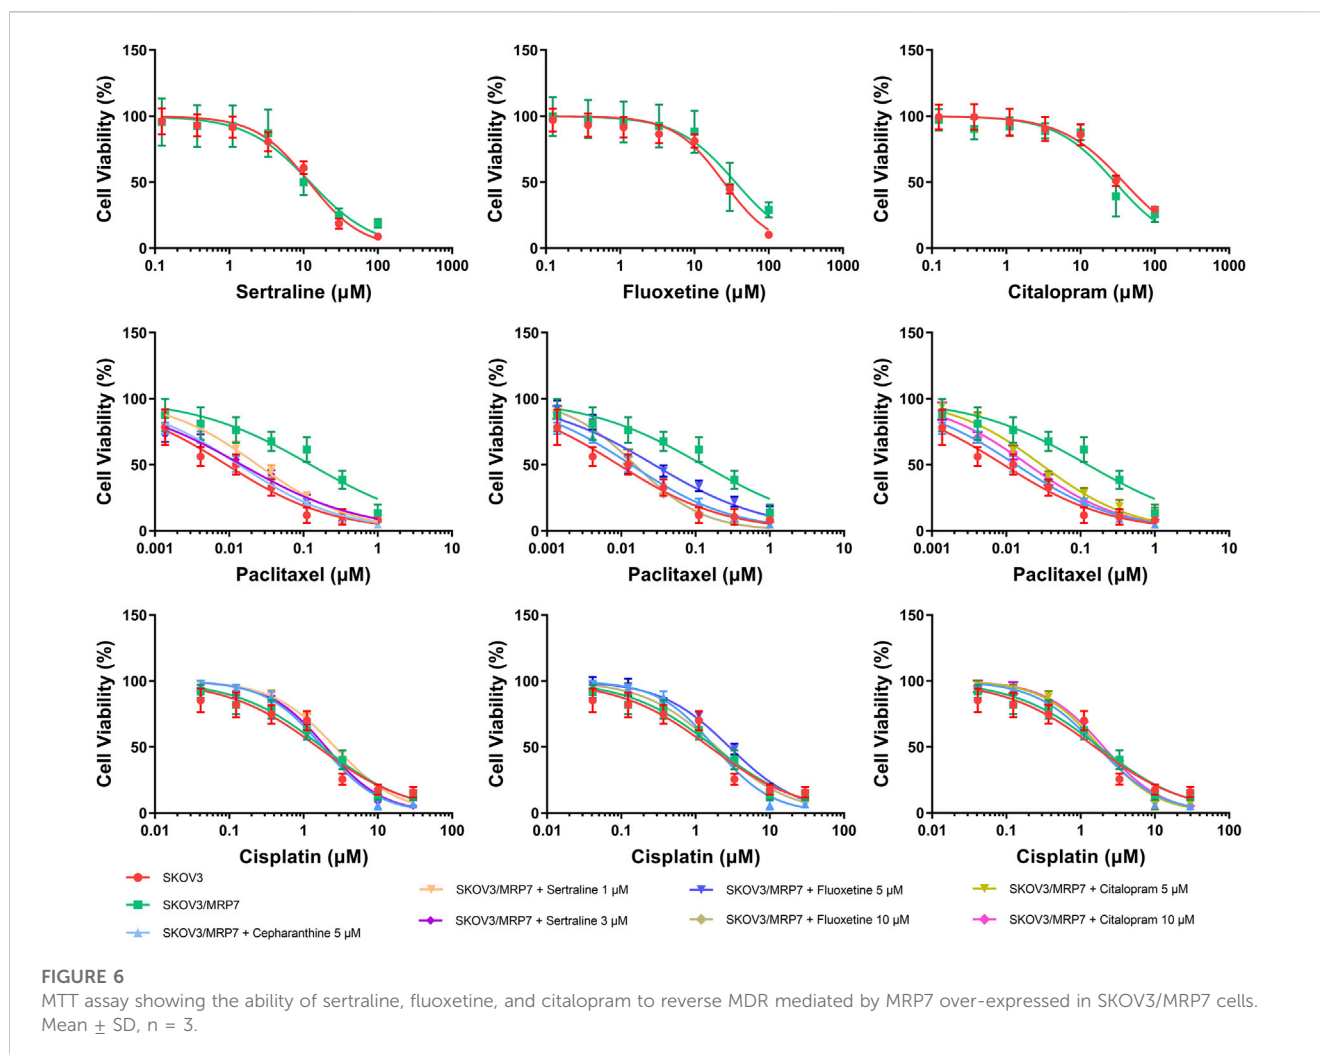 150
100
50
0
Cell Viability (%)
0.1 1 10 100 1000
Sertraline (µM)
150
100
50
0
Cell Viability (%)
0.1 1 10 100 1000
Fluoxetine (µM)
150
100
50
0
Cell Viability (%)
0.1 1 10 100 1000
Citalopram (µM)
150
100
50
0
Cell Viability (%)
0.001 0.01 0.1 1 10
Paclitaxel (µM)
150
100
50
0
Cell Viability (%)
0.001 0.01 0.1 1 10
Paclitaxel (µM)
150
100
50
0
Cell Viability (%)
0.001 0.01 0.1 1 10
Paclitaxel (µM)
150
100
50
0
Cell Viability (%)
0.01 0.1 1 10 100
Cisplatin (µM)
150
100
50
0
Cell Viability (%)
0.01 0.1 1 10 100
Cisplatin (µM)
150
100
50
0
Cell Viability (%)
0.01 0.1 1 10 100
Cisplatin (µM)
SKOV3
SKOV3/MRP7
SKOV3/MRP7 + Cepharanthine 5 µM
SKOV3/MRP7 + Sertraline 1 µM
SKOV3/MRP7 + Sertraline 3 µM
SKOV3/MRP7 + Fluoxetine 5 µM
SKOV3/MRP7 + Fluoxetine 10 µM
SKOV3/MRP7 + Citalopram 5 µM
SKOV3/MRP7 + Citalopram 10 µM
FIGURE 6
MTT assay showing the ability of sertraline, fluoxetine, and citalopram to reverse MDR mediated by MRP7 over-expressed in SKOV3/MRP7 cells.
Mean ± SD, n = 3.